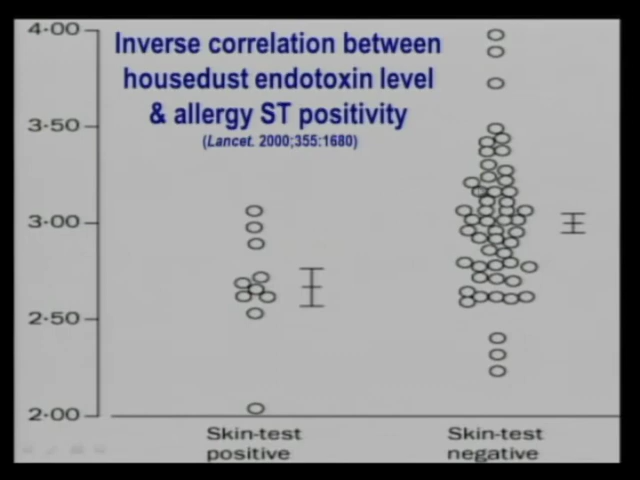 Inverse correlation between
housedust endotoxin level
& allergy ST positivity
(Lancet. 2000;355:1680)
4·00
3·50
3·00
2·50
2·00
Skin-test
positive
Skin-test
negative